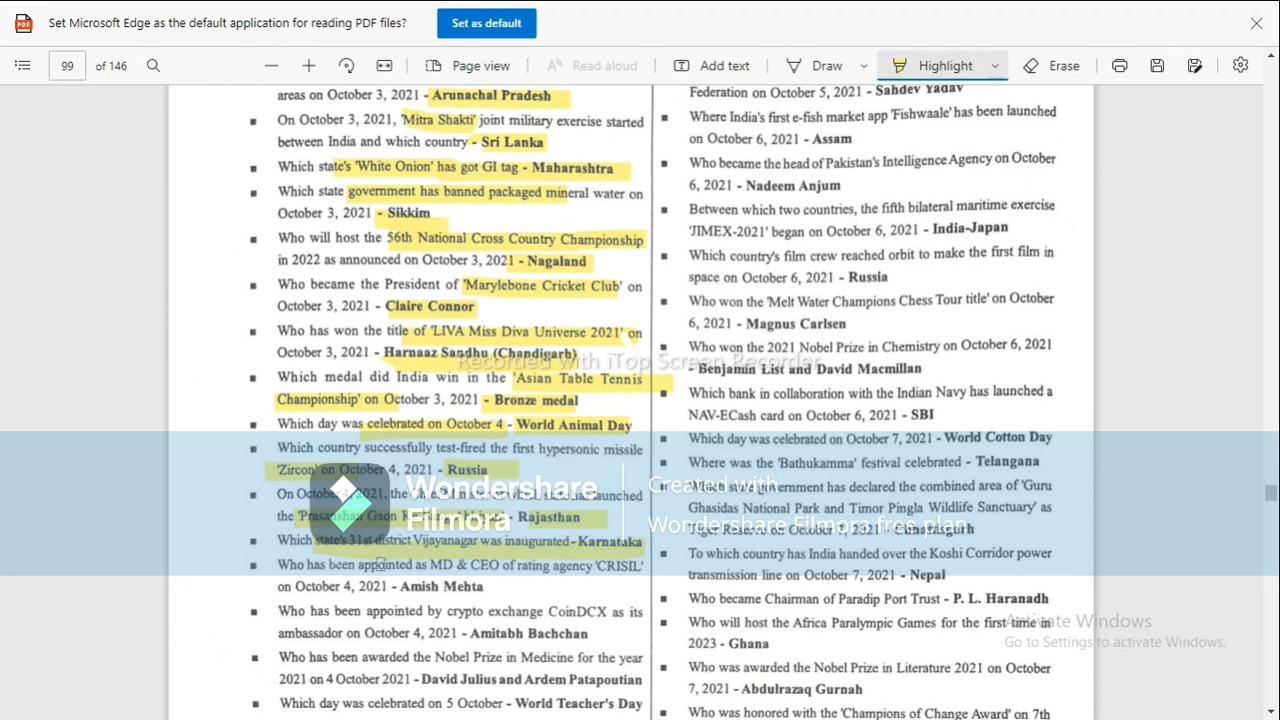 Set Microsoft Edge as the default application for reading PDF files?
Set as default
99
of 146
Page view
Read aloud
Add text
Draw
Highlight
Erase
areas on October 3, 2021 - Arunachal Pradesh
On October 3, 2021, 'Mitra Shakti' joint military exercise started
between India and which country - Sri Lanka
Which state's 'White Onion' has got GI tag - Maharashtra
Which state government has banned packaged mineral water on
October 3, 2021 - Sikkim
Who will host the 56th National Cross Country Championship
in 2022 as announced on October 3, 2021 - Nagaland
Who became the President of 'Marylebone Cricket Club' on
October 3, 2021 - Claire Connor
Who has won the title of 'LIVA Miss Diva Universe 2021' on
October 3, 2021 - Harnaaz Sandhu (Chandigarh)
Which medal did India win in the 'Asian Table Tennis
Championship' on October 3, 2021 - Bronze medal
Which day was celebrated on October 4 - World Animal Day
Which country successfully test-fired the first hypersonic missile
'Zircon' on October 4, 2021 - Russia
On October 4, 2021, the launched
the Gaon - Rajasthan
Which state's 31st district Vijayanagar was inaugurated - Karnataka
Who has been appointed as MD & CEO of rating agency 'CRISIL'
on October 4, 2021 - Amish Mehta
Who has been appointed by crypto exchange CoinDCX as its
ambassador on October 4, 2021 - Amitabh Bachchan
Who has been awarded the Nobel Prize in Medicine for the year
2021 on 4 October 2021 - David Julius and Ardem Patapoutian
Which day was celebrated on 5 October - World Teacher's Day
Federation on October 5, 2021 - Sahdev Yadav
Where India's first e-fish market app 'Fishwaale' has been launched
on October 6, 2021 - Assam
Who became the head of Pakistan's Intelligence Agency on October
6, 2021 - Nadeem Anjum
Between which two countries, the fifth bilateral maritime exercise
'JIMEX-2021' began on October 6, 2021 - India-Japan
Which country's film crew reached orbit to make the first film in
space on October 6, 2021 - Russia
Who won the 'Melt Water Champions Chess Tour title' on October
6, 2021 - Magnus Carlsen
Who won the 2021 Nobel Prize in Chemistry on October 6, 2021
- Benjamin List and David Macmillan
Which bank in collaboration with the Indian Navy has launched a
NAV-ECash card on October 6, 2021 - SBI
Which day was celebrated on October 7, 2021 - World Cotton Day
Where was the 'Bathukamma' festival celebrated - Telangana
Which state government has declared the combined area of 'Guru
Ghasidas National Park and Timor Pingla Wildlife Sanctuary' as
Tiger Reserve on October 7, 2021 - Chhattisgarh
To which country has India handed over the Koshi Corridor power
transmission line on October 7, 2021 - Nepal
Who became Chairman of Paradip Port Trust - P. L. Haranadh
Who will host the Africa Paralympic Games for the first time in
2023 - Ghana
Who was awarded the Nobel Prize in Literature 2021 on October
7, 2021 - Abdulrazaq Gurnah
Who was honored with the 'Champions of Change Award' on 7th
Recorded with iTop Screen Recorder
Wondershare
Filmora
Created with
Wondershare Filmora free plan
Activate Windows
Go to Settings to activate Windows.